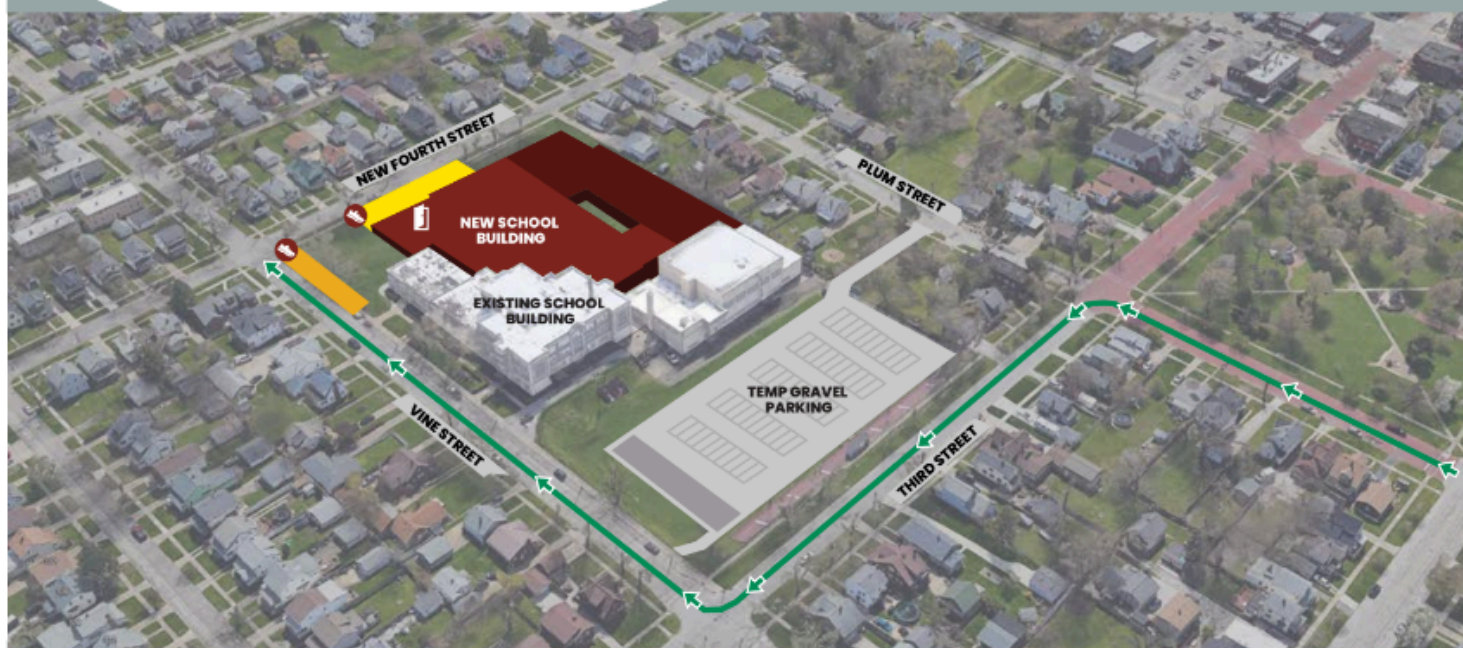 NEW FOURTH STREET
PLUM STREET
NEW SCHOOL
BUILDING
EXISTING SCHOOL
BUILDING
TEMP GRAVEL
PARKING
VINE STREET
THIRD STREET